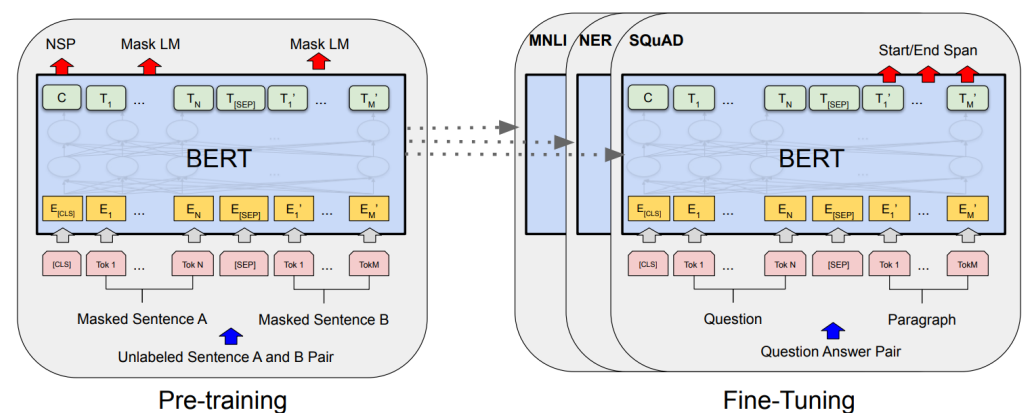 NSP Mask LM Mask LM
C T1 ... TN T[SEP] T1' ... TM'
BERT
E[CLS] E1 ... EN E[SEP] E1' ... EM'
[CLS] Tok 1 ... Tok N [SEP] Tok 1 ... TokM
Masked Sentence A Masked Sentence B
Unlabeled Sentence A and B Pair
Pre-training
MNLI NER SQuAD
Start/End Span
C T1 ... TN T[SEP] T1' ... TM'
BERT
E[CLS] E1 ... EN E[SEP] E1' ... EM'
[CLS] Tok 1 ... Tok N [SEP] Tok 1 ... TokM
Question Paragraph
Question Answer Pair
Fine-Tuning